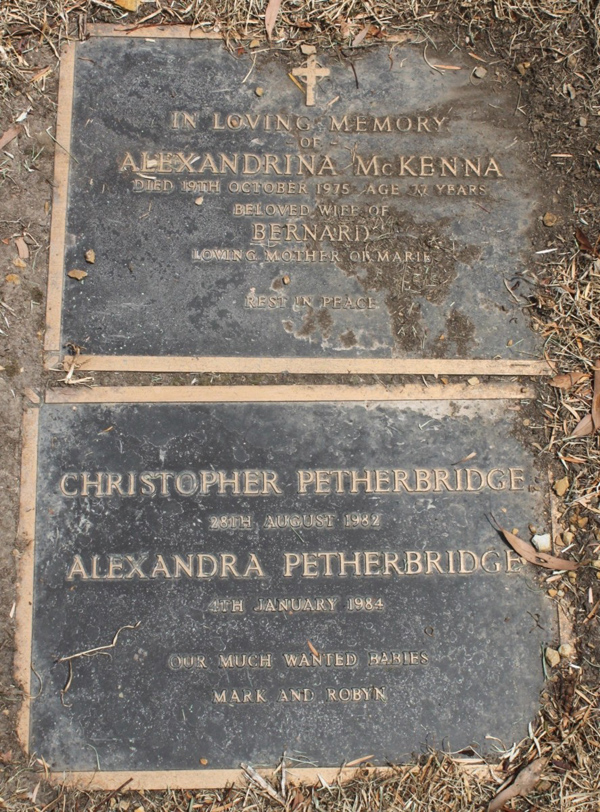 IN LOVING MEMORY
OF
ALEXANDRINA McKENNA
DIED 19TH OCTOBER 1975 AGE 77 YEARS
BELOVED WIFE OF
BERNARD
LOVING MOTHER OF MARIE
REST IN PEACE
CHRISTOPHER PETHERBRIDGE
28TH AUGUST 1982
ALEXANDRA PETHERBRIDGE
4TH JANUARY 1984
OUR MUCH WANTED BABIES
MARK AND ROBYN